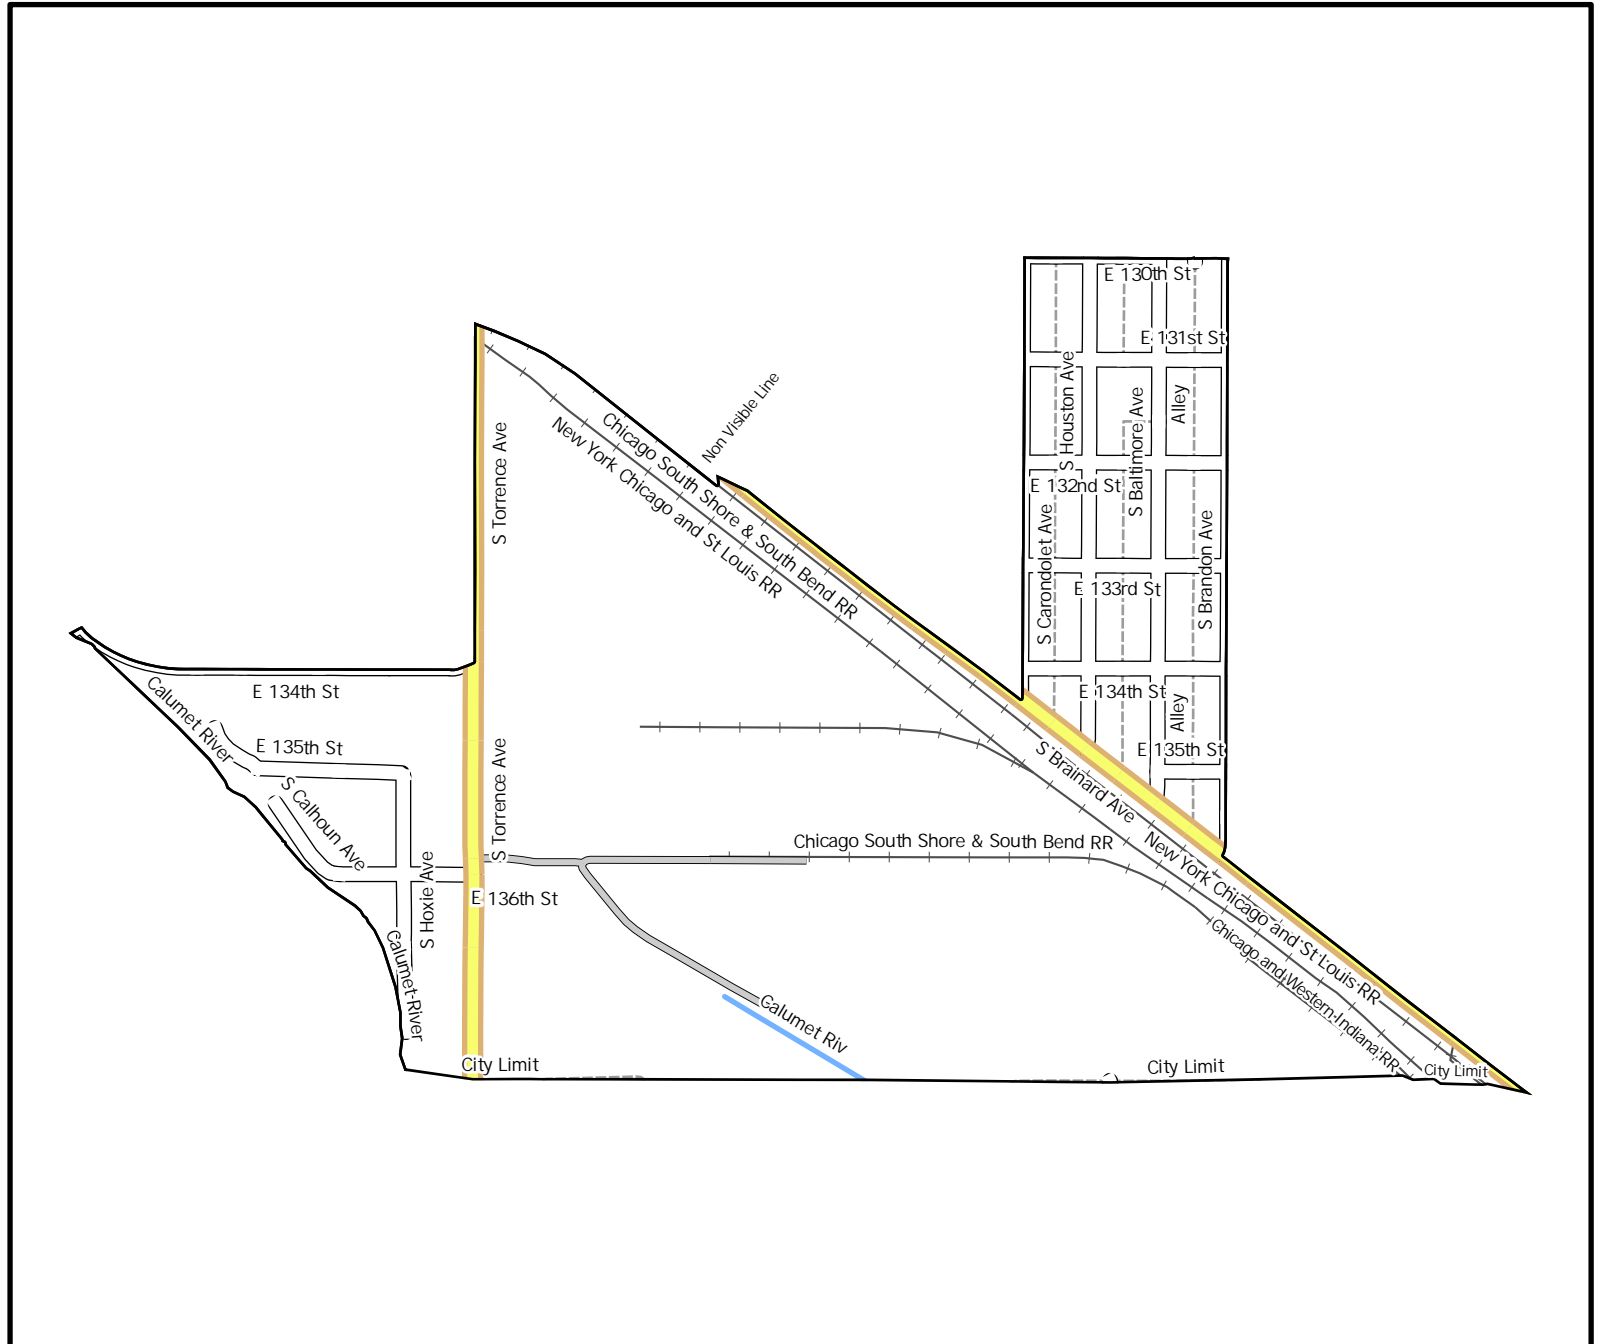 E 130th St
E 131st St
S Houston Ave
S Baltimore Ave
Alley
Non Visible Line
S Torrence Ave
Chicago South Shore & South Bend RR
New York Chicago and St Louis RR
E 132nd St
S Carondolet Ave
S Brandon Ave
E 133rd St
E 134th St
E 134th St
Alley
Calumet River
E 135th St
E 135th St
S Torrence Ave
S Brainard Ave
S Calhoun Ave
Chicago South Shore & South Bend RR
New York Chicago and St Louis RR
S Hoxie Ave
E 136th St
Chicago and Western Indiana RR
Calumet River
Calumet Riv
City Limit
City Limit
City Limit